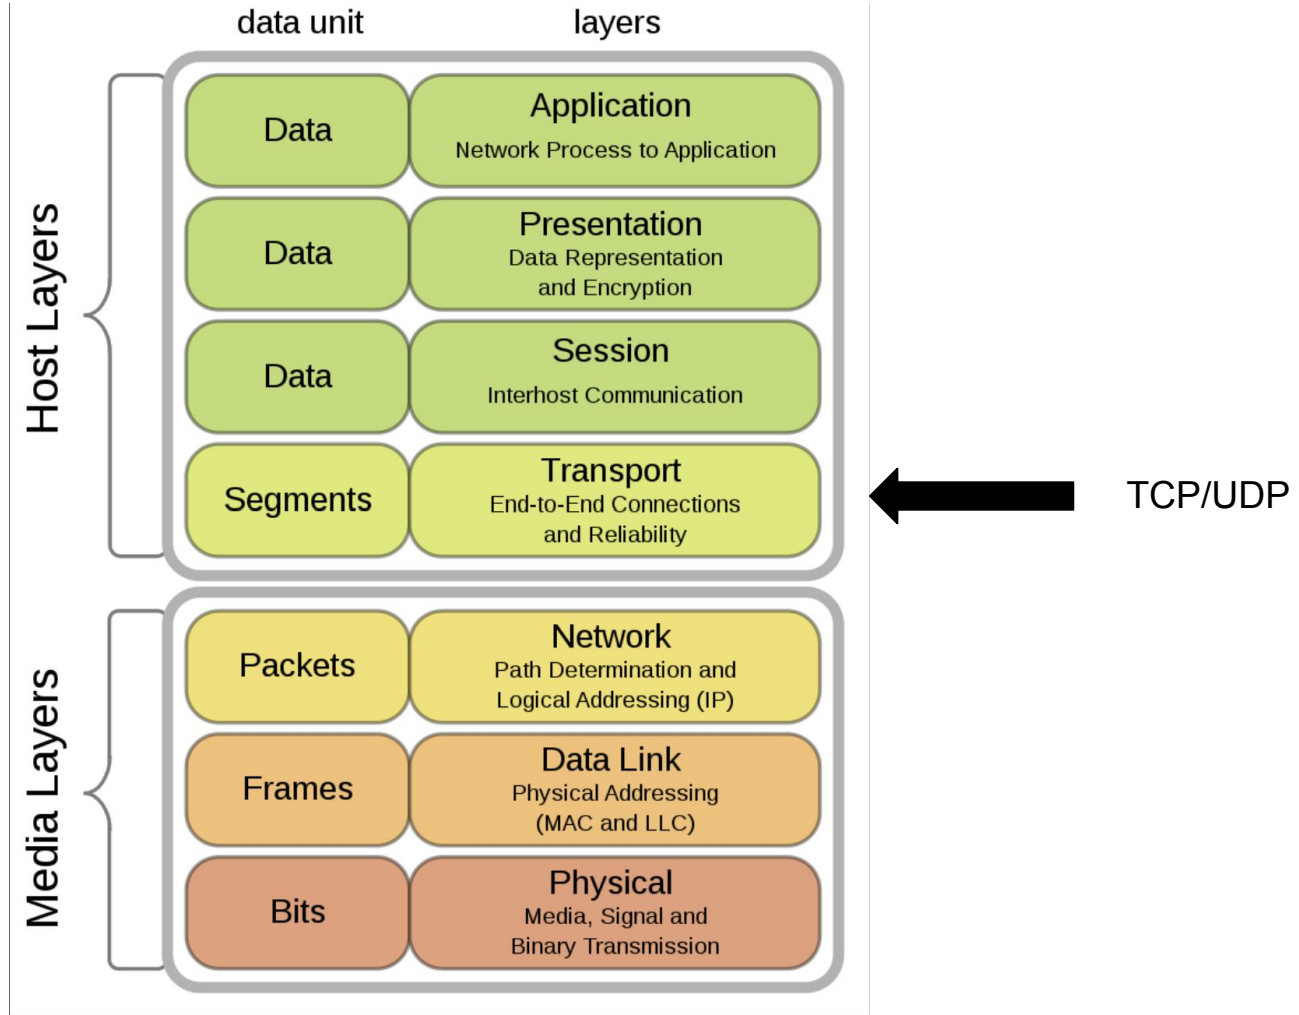 data unit
layers
Host Layers
Data
Application
Network Process to Application
Data
Presentation
Data Representation
and Encryption
Data
Session
Interhost Communication
Segments
Transport
End-to-End Connections
and Reliability
TCP/UDP
Media Layers
Packets
Network
Path Determination and
Logical Addressing (IP)
Frames
Data Link
Physical Addressing
(MAC and LLC)
Bits
Physical
Media, Signal and
Binary Transmission